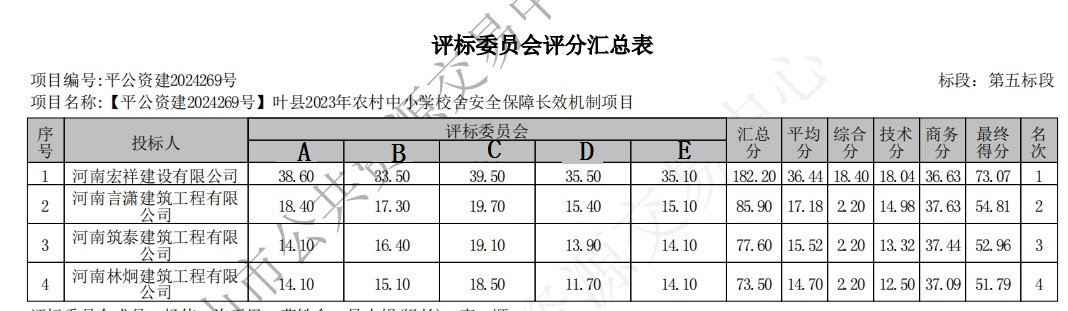 评标委员会评分汇总表
项目编号:平公资建2024269号 标段：第五标段
项目名称:【平公资建2024269号】叶县2023年农村中小学校舍安全保障长效机制项目
序号 投标人 评标委员会 汇总分 平均分 综合分 技术分 商务分 最终得分 名次
A B C D E
1 河南宏祥建设有限公司 38.60 33.50 39.50 35.50 35.10 182.20 36.44 18.40 18.04 36.63 73.07 1
2 河南言潇建筑工程有限公司 18.40 17.30 19.70 15.40 15.10 85.90 17.18 2.20 14.98 37.63 54.81 2
3 河南筑泰建筑工程有限公司 14.10 16.40 19.10 13.90 14.10 77.60 15.52 2.20 13.32 37.44 52.96 3
4 河南林炯建筑工程有限公司 14.10 15.10 18.50 11.70 14.10 73.50 14.70 2.20 12.50 37.09 51.79 4